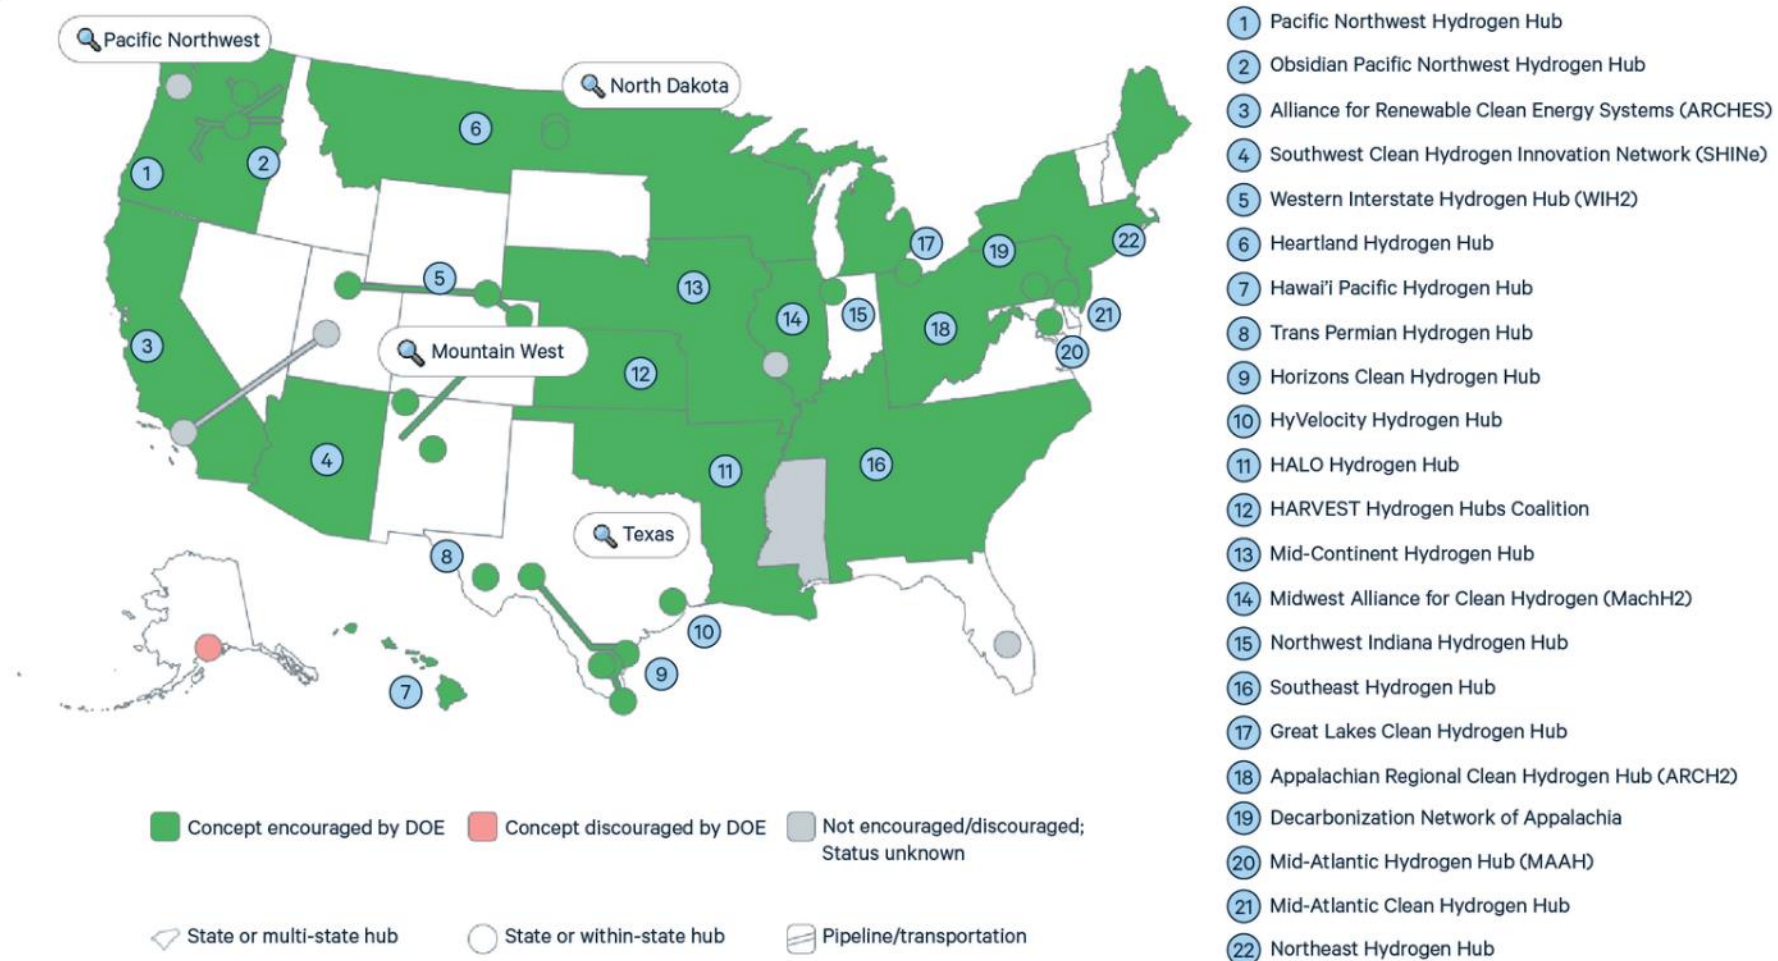 Pacific Northwest
North Dakota
Mountain West
Texas
1
2
3
4
5
6
7
8
9
10
11
12
13
14
15
16
17
18
19
20
21
22
1 Pacific Northwest Hydrogen Hub
2 Obsidian Pacific Northwest Hydrogen Hub
3 Alliance for Renewable Clean Energy Systems (ARCHES)
4 Southwest Clean Hydrogen Innovation Network (SHINe)
5 Western Interstate Hydrogen Hub (WIH2)
6 Heartland Hydrogen Hub
7 Hawai'i Pacific Hydrogen Hub
8 Trans Permian Hydrogen Hub
9 Horizons Clean Hydrogen Hub
10 HyVelocity Hydrogen Hub
11 HALO Hydrogen Hub
12 HARVEST Hydrogen Hubs Coalition
13 Mid-Continent Hydrogen Hub
14 Midwest Alliance for Clean Hydrogen (MachH2)
15 Northwest Indiana Hydrogen Hub
16 Southeast Hydrogen Hub
17 Great Lakes Clean Hydrogen Hub
18 Appalachian Regional Clean Hydrogen Hub (ARCH2)
19 Decarbonization Network of Appalachia
20 Mid-Atlantic Hydrogen Hub (MAAH)
21 Mid-Atlantic Clean Hydrogen Hub
22 Northeast Hydrogen Hub
Concept encouraged by DOE
Concept discouraged by DOE
Not encouraged/discouraged;
Status unknown
State or multi-state hub
State or within-state hub
Pipeline/transportation